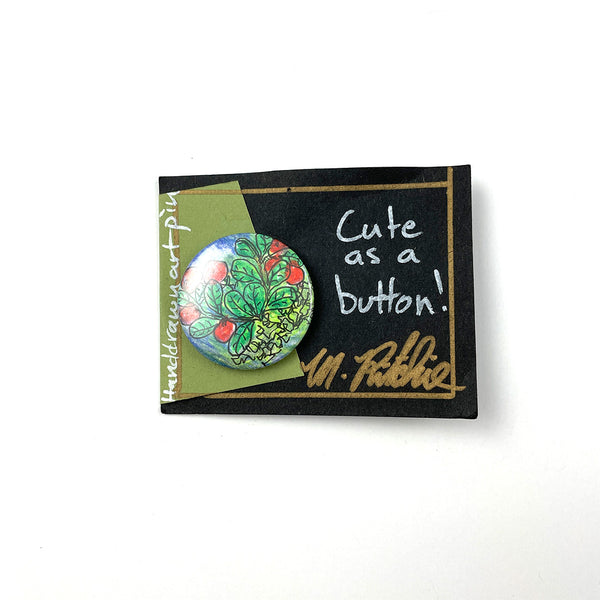 Handdrawn art pin
Cute
as a
button!
M. Ritchie